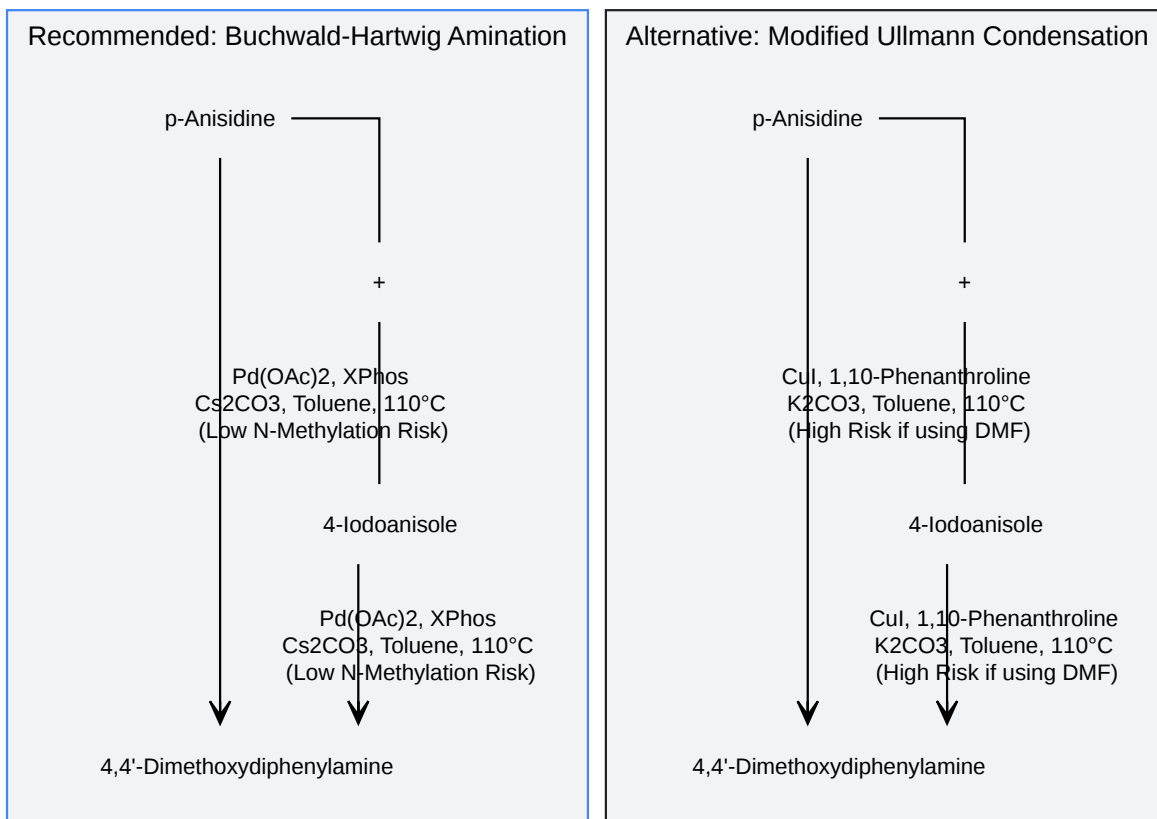 Recommended: Buchwald-Hartwig Amination
p-Anisidine
+
Pd(OAc)2, XPhos
Cs2CO3, Toluene, 110°C
(Low N-Methylation Risk)
4-Iodoanisole
Pd(OAc)2, XPhos
Cs2CO3, Toluene, 110°C
(Low N-Methylation Risk)
4,4'-Dimethoxydiphenylamine
Alternative: Modified Ullmann Condensation
p-Anisidine
+
CuI, 1,10-Phenanthroline
K2CO3, Toluene, 110°C
(High Risk if using DMF)
4-Iodoanisole
CuI, 1,10-Phenanthroline
K2CO3, Toluene, 110°C
(High Risk if using DMF)
4,4'-Dimethoxydiphenylamine